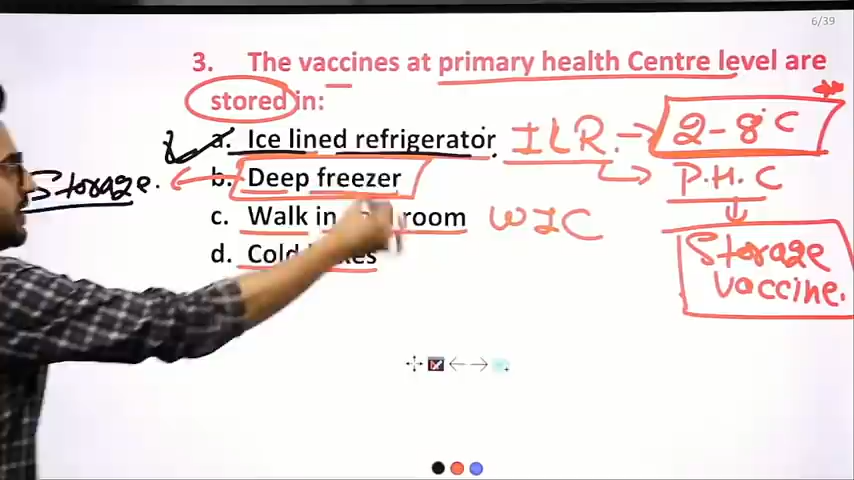 6/39
3. The vaccines at primary health Centre level are
stored in:
a. Ice lined refrigerator
b. Deep freezer
c. Walk in room
d. Cold
Storage.
ILR. → 2-8°C
P.H.C
WIC
Storage
vaccine.